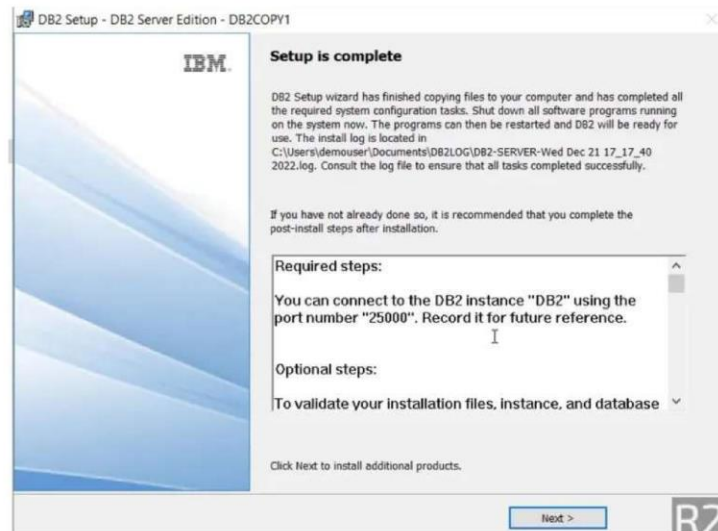 DB2 Setup - DB2 Server Edition - DB2COPY1
IBM.
Setup is complete
DB2 Setup wizard has finished copying files to your computer and has completed all
the required system configuration tasks. Shut down all software programs running
on the system now. The programs can then be restarted and DB2 will be ready for
use. The install log is located in
C:\Users\demouser\Documents\DB2LOG\DB2-SERVER-Wed Dec 21 17_17_40
2022.log. Consult the log file to ensure that all tasks completed successfully.
If you have not already done so, it is recommended that you complete the
post-install steps after installation.
Required steps:
You can connect to the DB2 instance "DB2" using the
port number "25000". Record it for future reference.
Optional steps:
To validate your installation files, instance, and database
Click Next to install additional products.
Next >
R2